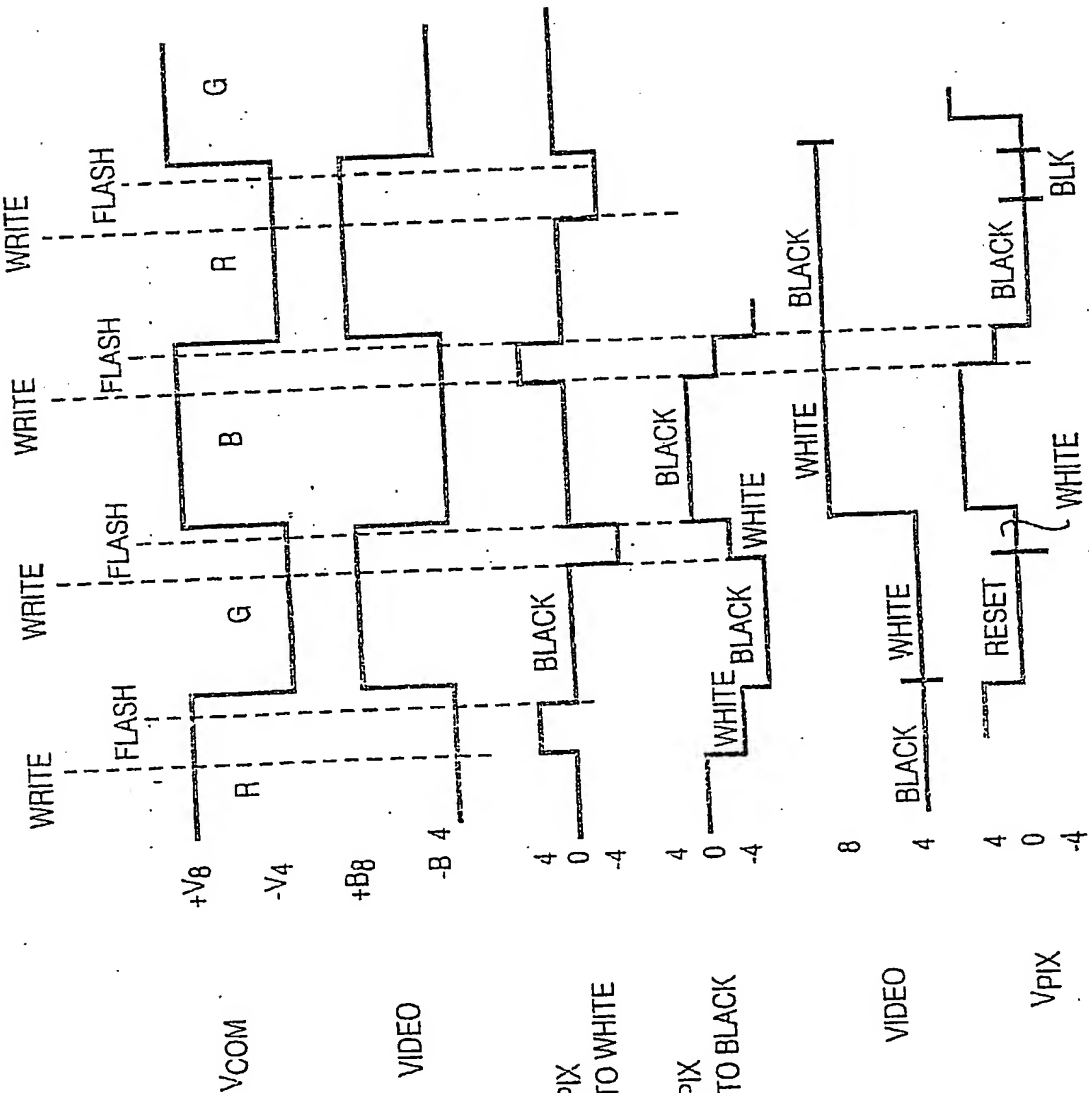 WRITE WRITE WRITE WRITE
FLASH FLASH FLASH FLASH
VCOM
+V8
-V4
R G B R G
VIDEO
+B8
-B 4
PIX
TO WHITE
4
0
-4
BLACK
PIX
TO BLACK
4
0
-4
WHITE
BLACK
WHITE
BLACK
VIDEO
8
4
BLACK WHITE WHITE BLACK
VPIX
4
0
-4
RESET
WHITE
BLACK
BLK